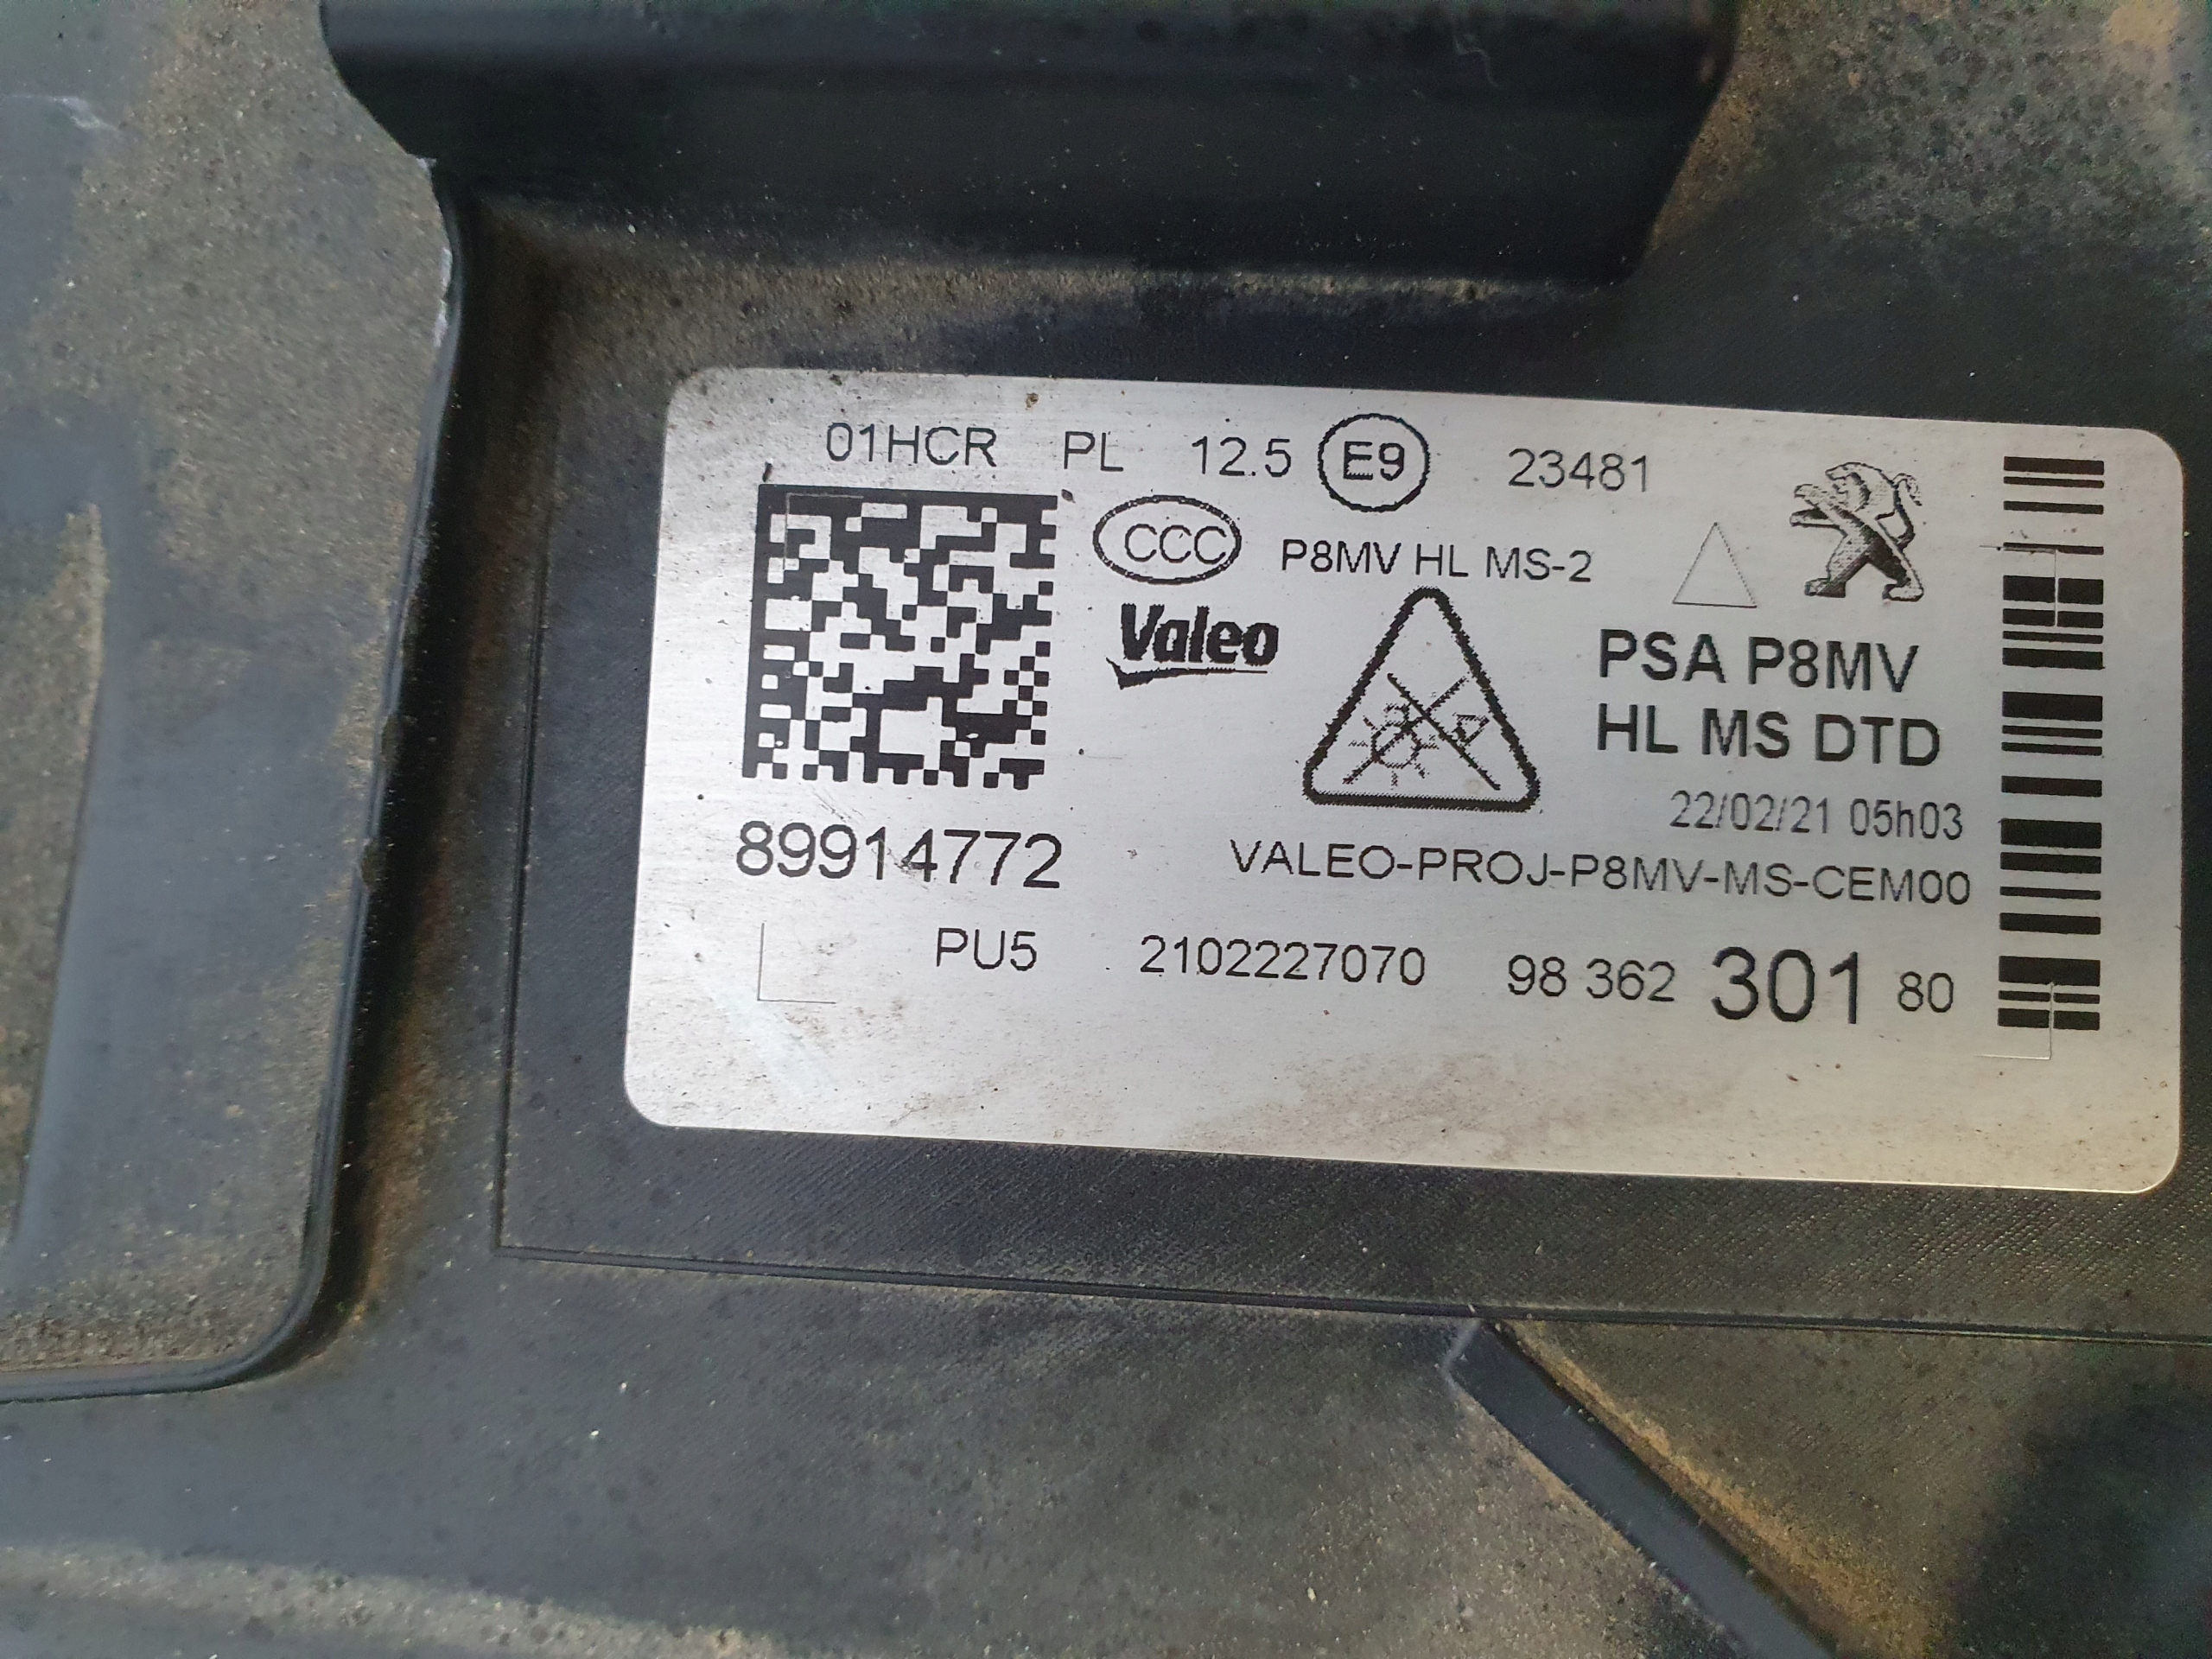 01HCR PL 12.5 E9 23481
CCC P8MV HL MS-2
Valeo
PSA P8MV
HL MS DTD
22/02/21 05h03
89914772 VALEO-PROJ-P8MV-MS-CEM00
PU5 2102227070 98 362 301 80